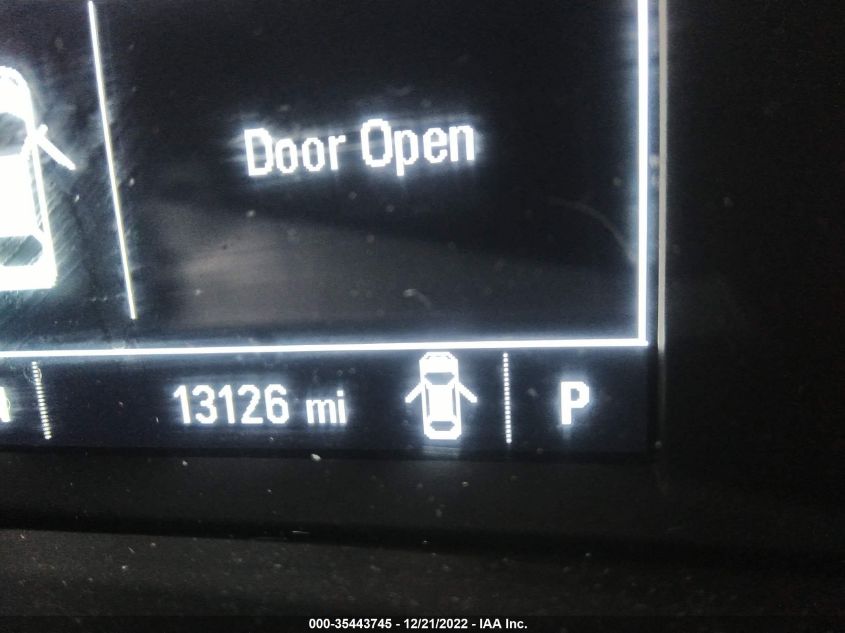 Door Open
13126 mi P
000-35443745 - 12/21/2022 - IAA Inc.